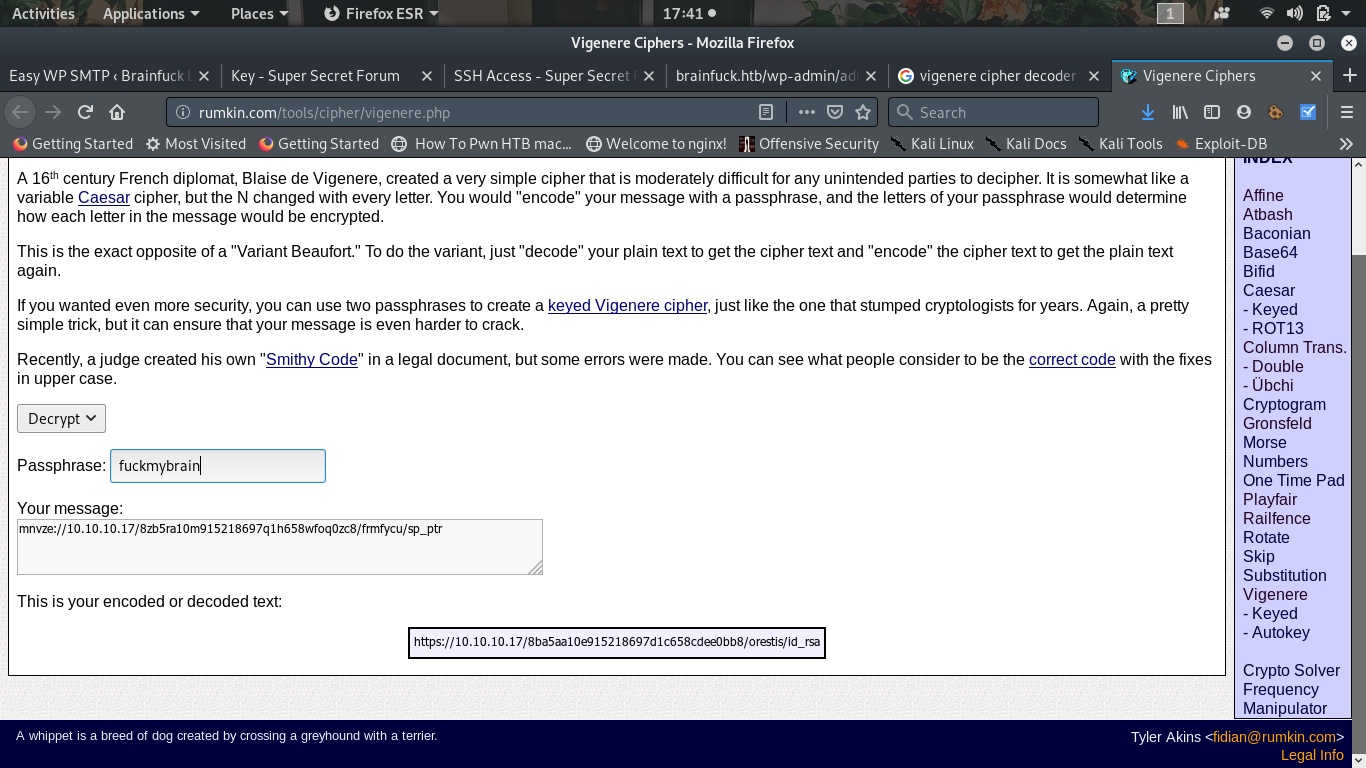 Activities Applications Places Firefox ESR 17:41 1
Vigenere Ciphers - Mozilla Firefox
Easy WP SMTP ‹ Brainfuck Key - Super Secret Forum SSH Access - Super Secret brainfuck.htb/wp-admin/ad vigenere cipher decoder Vigenere Ciphers
rumkin.com/tools/cipher/vigenere.php Search
Getting Started Most Visited Getting Started How To Pwn HTB mac... Welcome to nginx! Offensive Security Kali Linux Kali Docs Kali Tools Exploit-DB
A 16th century French diplomat, Blaise de Vigenere, created a very simple cipher that is moderately difficult for any unintended parties to decipher. It is somewhat like a
variable Caesar cipher, but the N changed with every letter. You would "encode" your message with a passphrase, and the letters of your passphrase would determine
how each letter in the message would be encrypted.
This is the exact opposite of a "Variant Beaufort." To do the variant, just "decode" your plain text to get the cipher text and "encode" the cipher text to get the plain text
again.
If you wanted even more security, you can use two passphrases to create a keyed Vigenere cipher, just like the one that stumped cryptologists for years. Again, a pretty
simple trick, but it can ensure that your message is even harder to crack.
Recently, a judge created his own "Smithy Code" in a legal document, but some errors were made. You can see what people consider to be the correct code with the fixes
in upper case.
Decrypt
Passphrase: fuckmybrain
Your message:
mnvze://10.10.10.17/8zb5ra10m915218697q1h658wfoq0zc8/frmfycu/sp_ptr
This is your encoded or decoded text:
https://10.10.10.17/8ba5aa10e915218697d1c658cdee0bb8/orestis/id_rsa
INDEX
Affine
Atbash
Baconian
Base64
Bifid
Caesar
- Keyed
- ROT13
Column Trans.
- Double
- Übchi
Cryptogram
Gronsfeld
Morse
Numbers
One Time Pad
Playfair
Railfence
Rotate
Skip
Substitution
Vigenere
- Keyed
- Autokey
Crypto Solver
Frequency
Manipulator
A whippet is a breed of dog created by crossing a greyhound with a terrier.
Tyler Akins <fidian@rumkin.com>
Legal Info